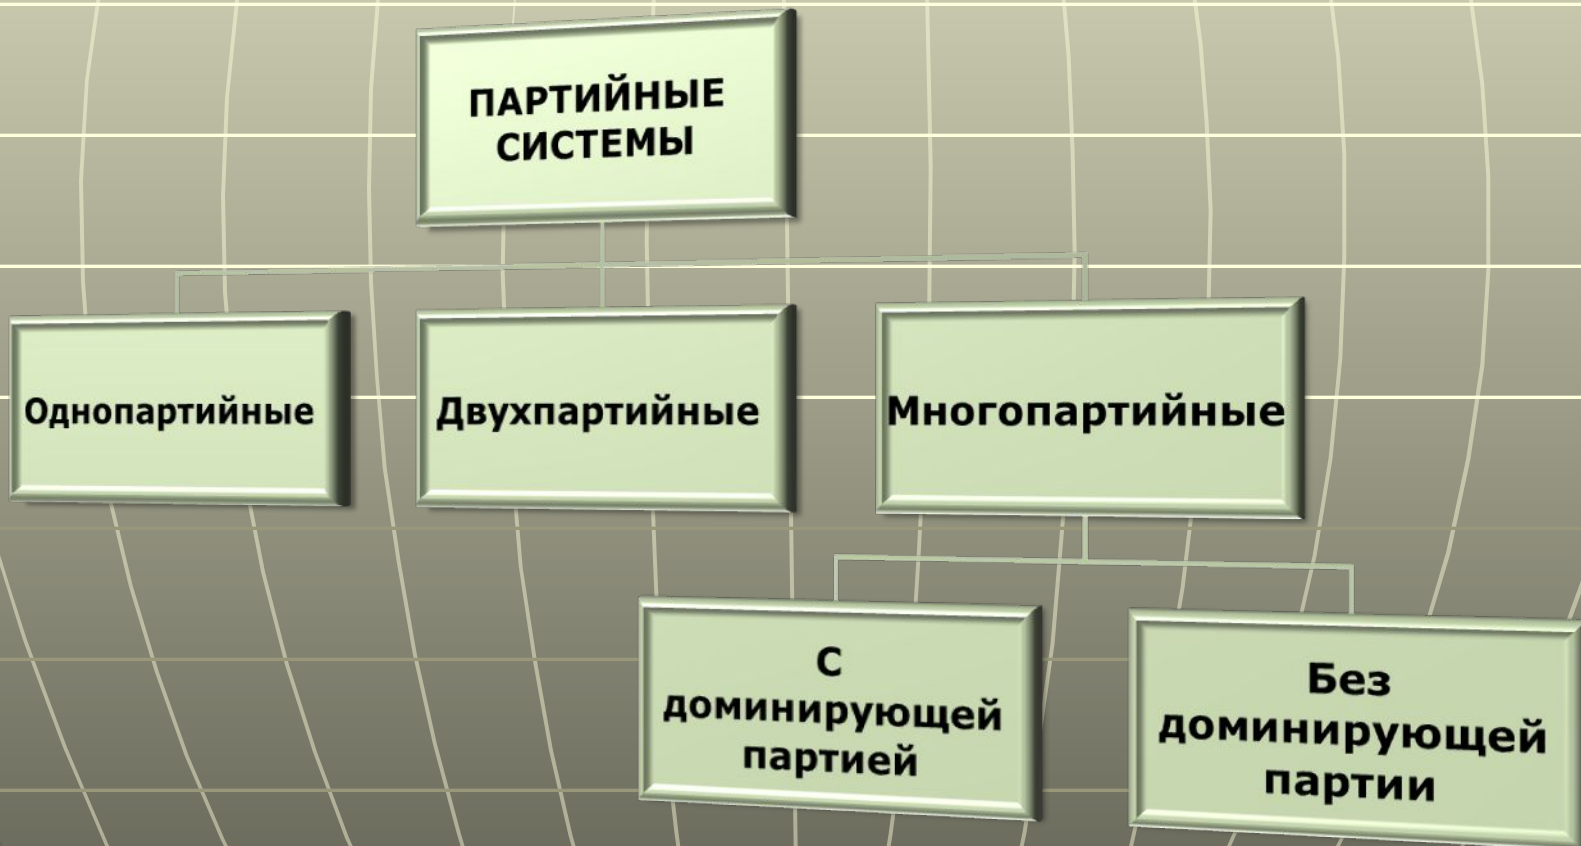 ПАРТИЙНЫЕ
СИСТЕМЫ
Однопартийные
Двухпартийные
Многопартийные
С
доминирующей
партией
Без
доминирующей
партии